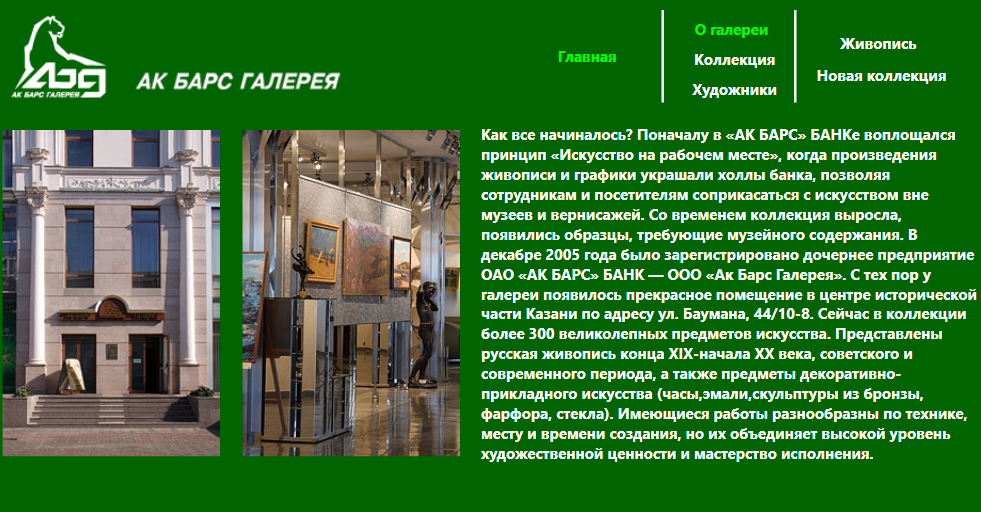 АК БАРС ГАЛЕРЕЯ
АК БАРС ГАЛЕРЕЯ
Главная
О галереи
Коллекция
Художники
Живопись
Новая коллекция
Как все начиналось? Поначалу в «АК БАРС» БАНКе воплощался
принцип «Искусство на рабочем месте», когда произведения
живописи и графики украшали холлы банка, позволяя
сотрудникам и посетителям соприкасаться с искусством вне
музеев и вернисажей. Со временем коллекция выросла,
появились образцы, требующие музейного содержания. В
декабре 2005 года было зарегистрировано дочернее предприятие
ОАО «АК БАРС» БАНК — ООО «Ак Барс Галерея». С тех пор у
галереи появилось прекрасное помещение в центре исторической
части Казани по адресу ул. Баумана, 44/10-8. Сейчас в коллекции
более 300 великолепных предметов искусства. Представлены
русская живопись конца XIX-начала XX века, советского и
современного периода, а также предметы декоративно-
прикладного искусства (часы,эмали,скульптуры из бронзы,
фарфора, стекла). Имеющиеся работы разнообразны по технике,
месту и времени создания, но их объединяет высокой уровень
художественной ценности и мастерство исполнения.